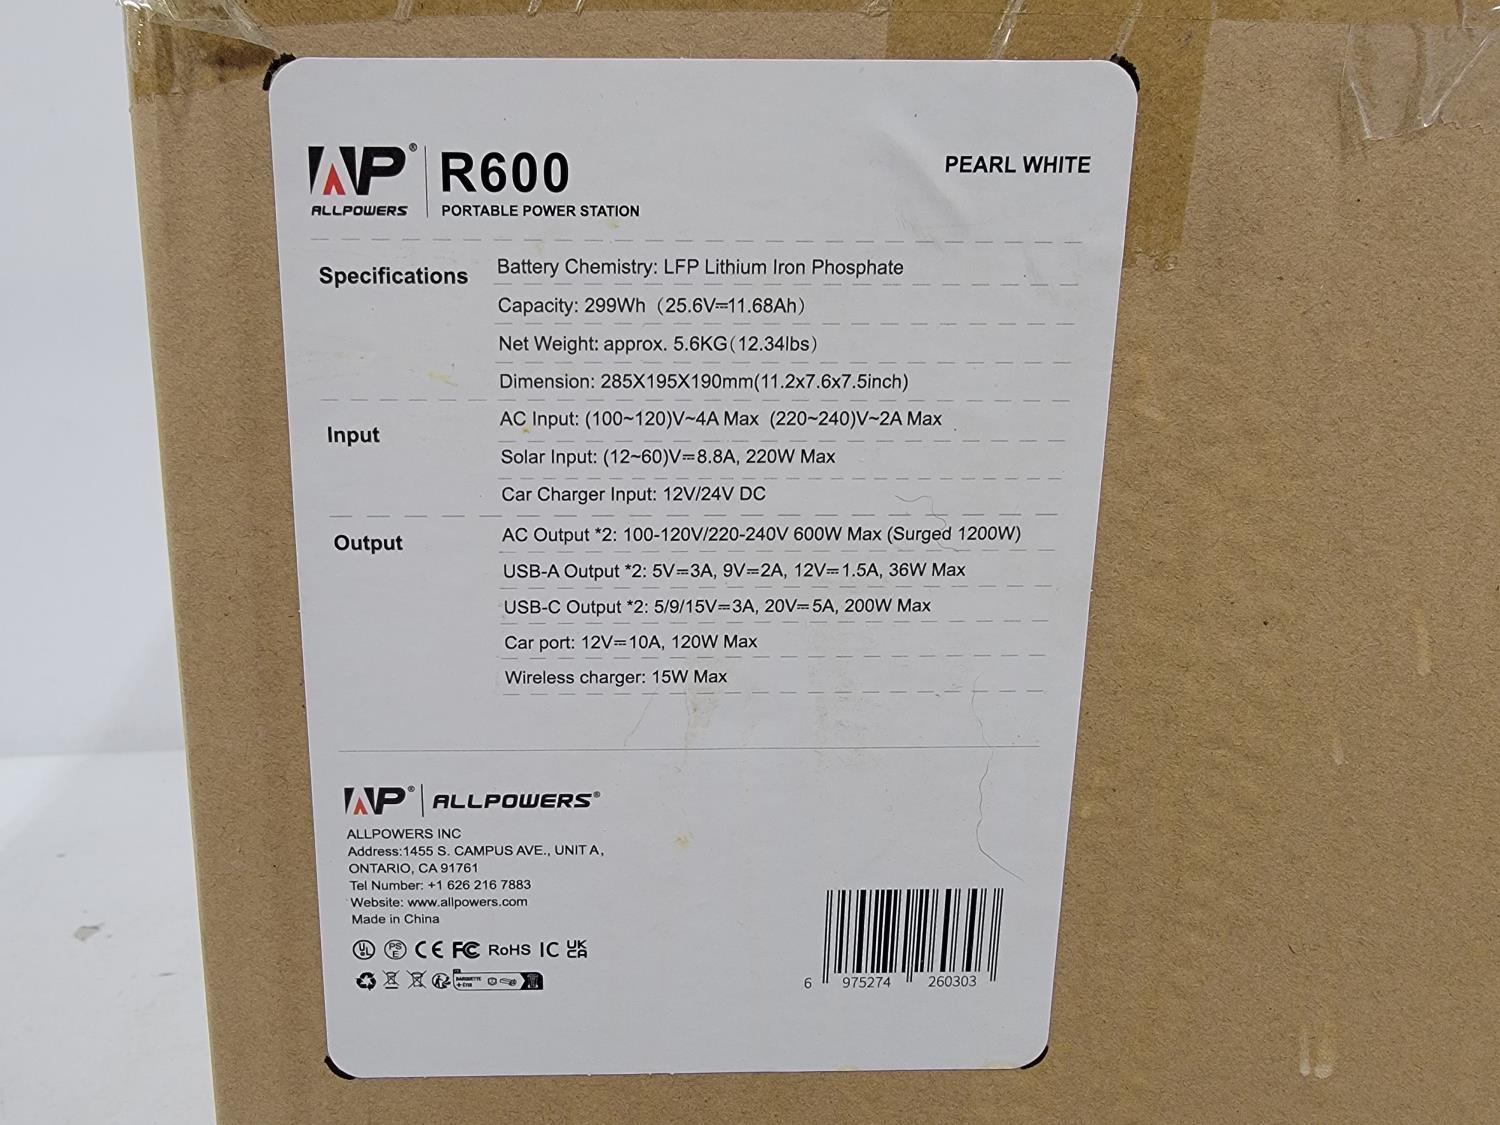 AP® R600 PEARL WHITE
ALLPOWERS PORTABLE POWER STATION
Specifications
Battery Chemistry: LFP Lithium Iron Phosphate
Capacity: 299Wh (25.6V⎓11.68Ah)
Net Weight: approx. 5.6KG(12.34lbs)
Dimension: 285X195X190mm(11.2x7.6x7.5inch)
Input
AC Input: (100~120)V~4A Max (220~240)V~2A Max
Solar Input: (12~60)V⎓8.8A, 220W Max
Car Charger Input: 12V/24V DC
Output
AC Output *2: 100-120V/220-240V 600W Max (Surged 1200W)
USB-A Output *2: 5V⎓3A, 9V⎓2A, 12V⎓1.5A, 36W Max
USB-C Output *2: 5/9/15V⎓3A, 20V⎓5A, 200W Max
Car port: 12V⎓10A, 120W Max
Wireless charger: 15W Max
AP® ALLPOWERS®
ALLPOWERS INC
Address:1455 S. CAMPUS AVE., UNIT A,
ONTARIO, CA 91761
Tel Number: +1 626 216 7883
Website: www.allpowers.com
Made in China
UL PSE CE FC RoHS IC UKCA
6 975274 260303